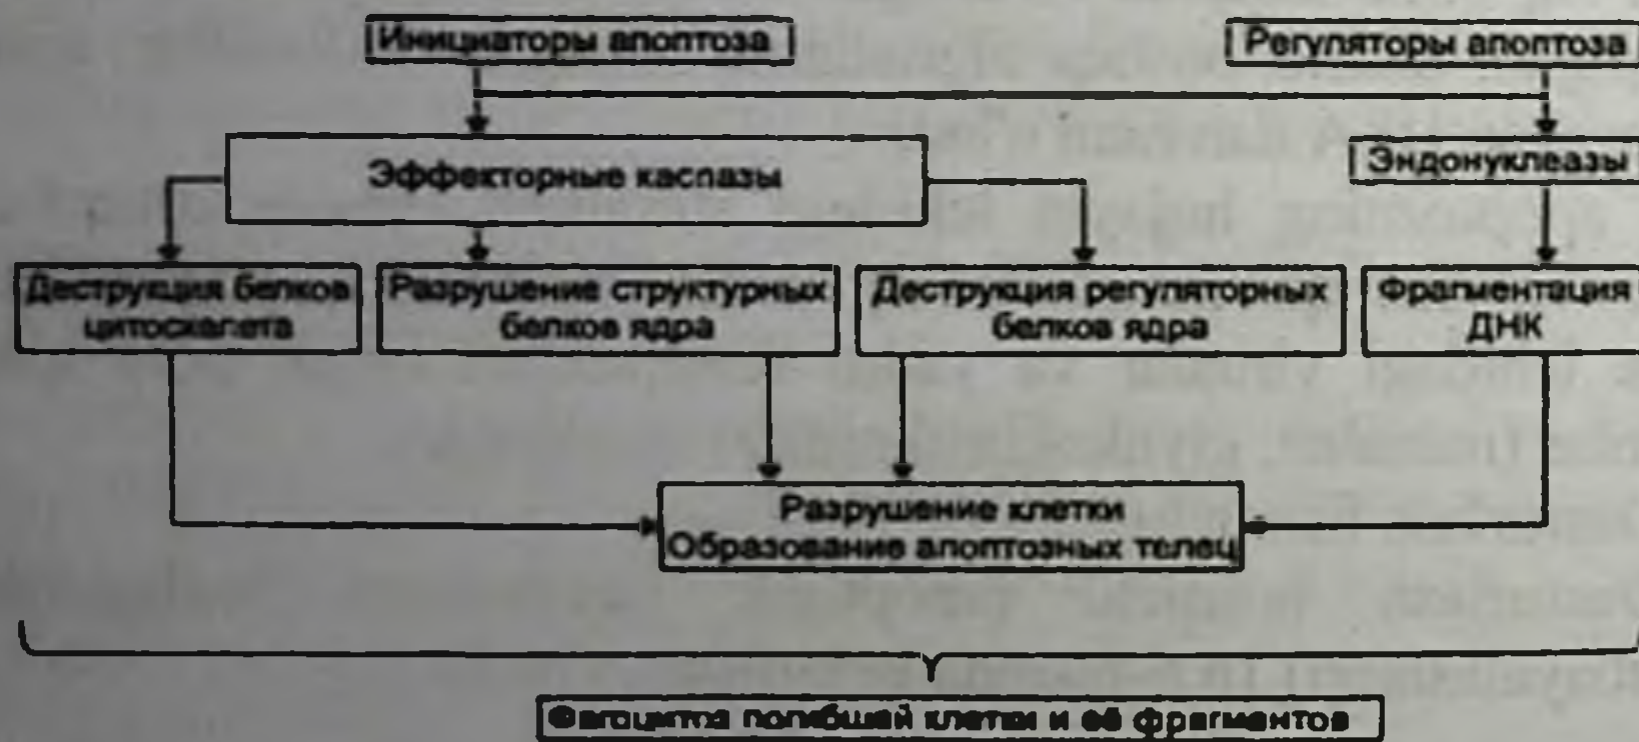 Инициаторы апоптоза
Регуляторы апоптоза
Эффекторные каспазы
Эндонуклеазы
Деструкция белков
цитоскелета
Разрушение структурных
белков ядра
Деструкция регуляторных
белков ядра
Фрагментация
ДНК
Разрушение клетки
Образование апоптозных телец
Фагоцитоз погибшей клетки и её фрагментов